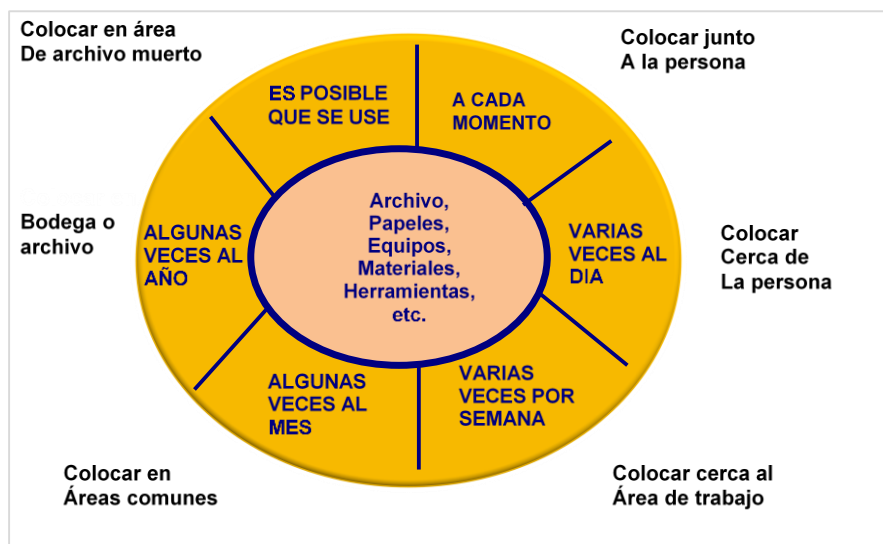 Colocar en área
De archivo muerto
Colocar junto
A la persona
ES POSIBLE
QUE SE USE
A CADA
MOMENTO
Archivo,
Papeles,
Equipos,
Materiales,
Herramientas,
etc.
Bodega o
archivo
ALGUNAS
VECES AL
AÑO
VARIAS
VECES AL
DIA
Colocar
Cerca de
La persona
ALGUNAS
VECES AL
MES
VARIAS
VECES POR
SEMANA
Colocar en
Áreas comunes
Colocar cerca al
Área de trabajo